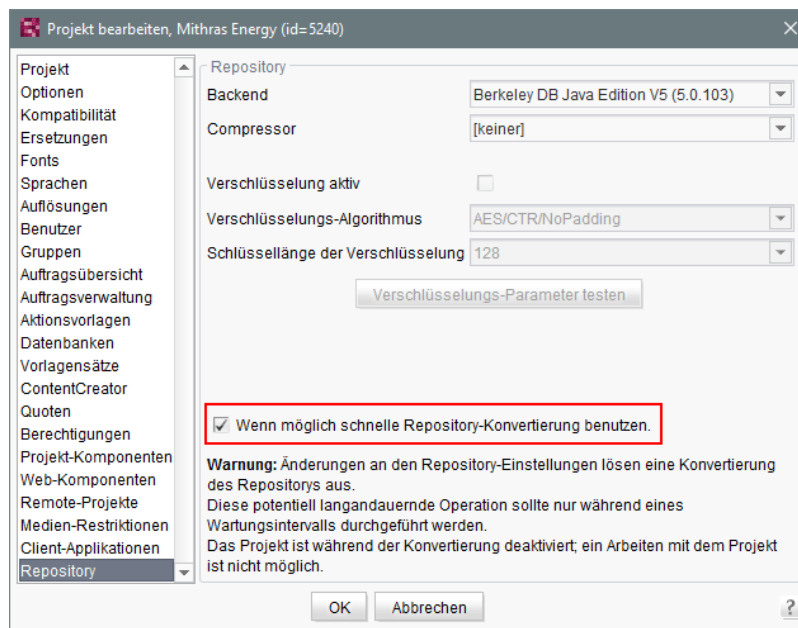 Projekt bearbeiten, Mithras Energy (id=5240)
Projekt
Optionen
Kompatibilität
Ersetzungen
Fonts
Sprachen
Auflösungen
Benutzer
Gruppen
Auftragsübersicht
Auftragsverwaltung
Aktionsvorlagen
Datenbanken
Vorlagensätze
ContentCreator
Quoten
Berechtigungen
Projekt-Komponenten
Web-Komponenten
Remote-Projekte
Medien-Restriktionen
Client-Applikationen
Repository
Repository
Backend Berkeley DB Java Edition V5 (5.0.103)
Compressor [keiner]
Verschlüsselung aktiv
Verschlüsselungs-Algorithmus AES/CTR/NoPadding
Schlüssellänge der Verschlüsselung 128
Verschlüsselungs-Parameter testen
Wenn möglich schnelle Repository-Konvertierung benutzen.
Warnung: Änderungen an den Repository-Einstellungen lösen eine Konvertierung
des Repositorys aus.
Diese potentiell langandauernde Operation sollte nur während eines
Wartungsintervalls durchgeführt werden.
Das Projekt ist während der Konvertierung deaktiviert; ein Arbeiten mit dem Projekt
ist nicht möglich.
OK Abbrechen ?